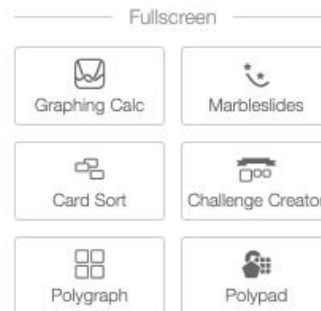 Fullscreen
Graphing Calc
Marbleslides
Card Sort
Challenge Creator
Polygraph
Polypad